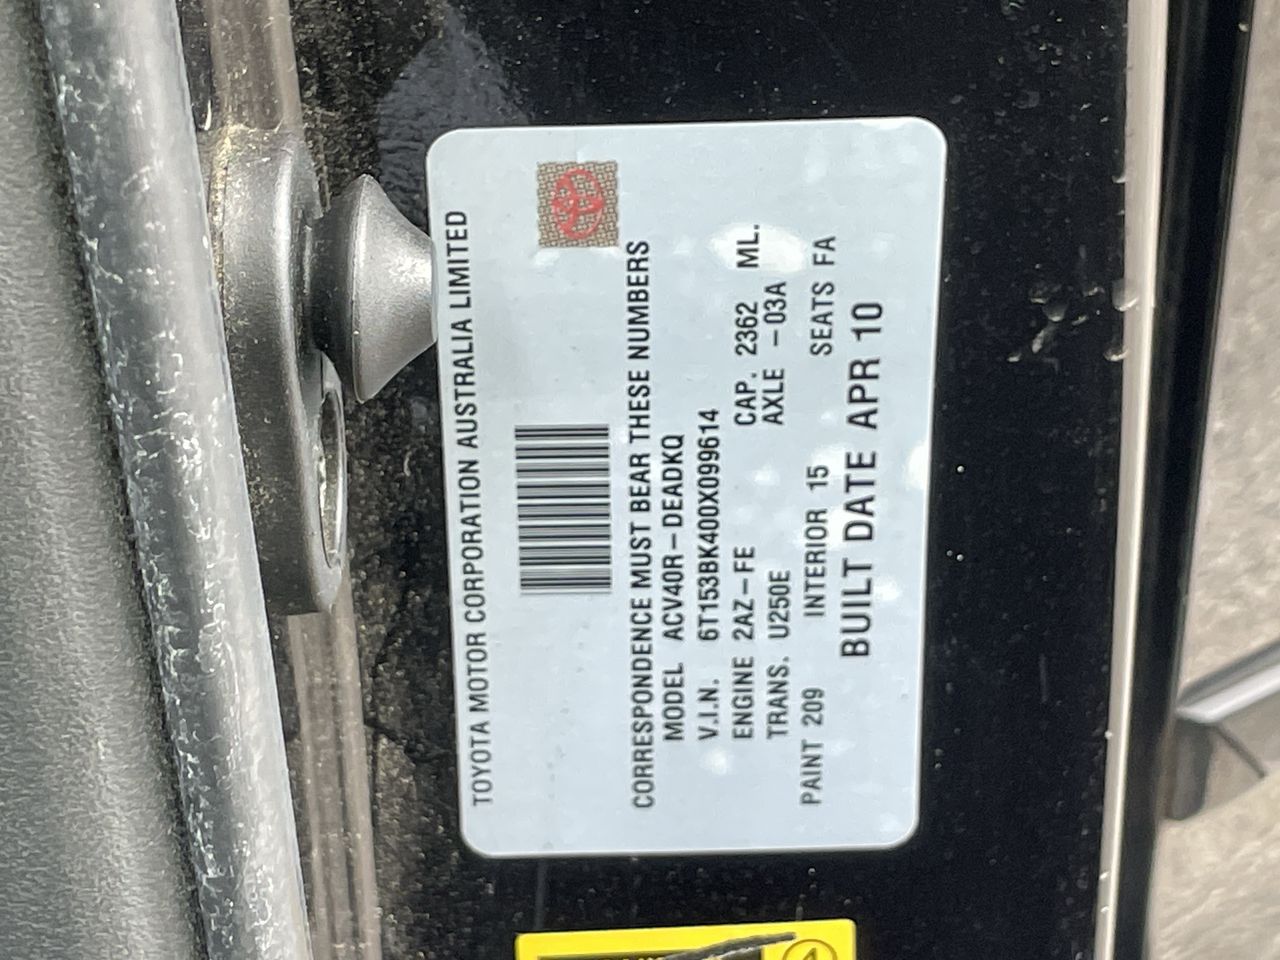 TOYOTA MOTOR CORPORATION AUSTRALIA LIMITED
CORRESPONDENCE MUST BEAR THESE NUMBERS
MODEL ACV40R-DEADKQ
V.I.N. 6T153BK400X099614
ENGINE 2AZ-FE CAP. 2362 ML.
TRANS. U250E AXLE -03A
PAINT 209 INTERIOR 15 SEATS FA
BUILT DATE APR 10